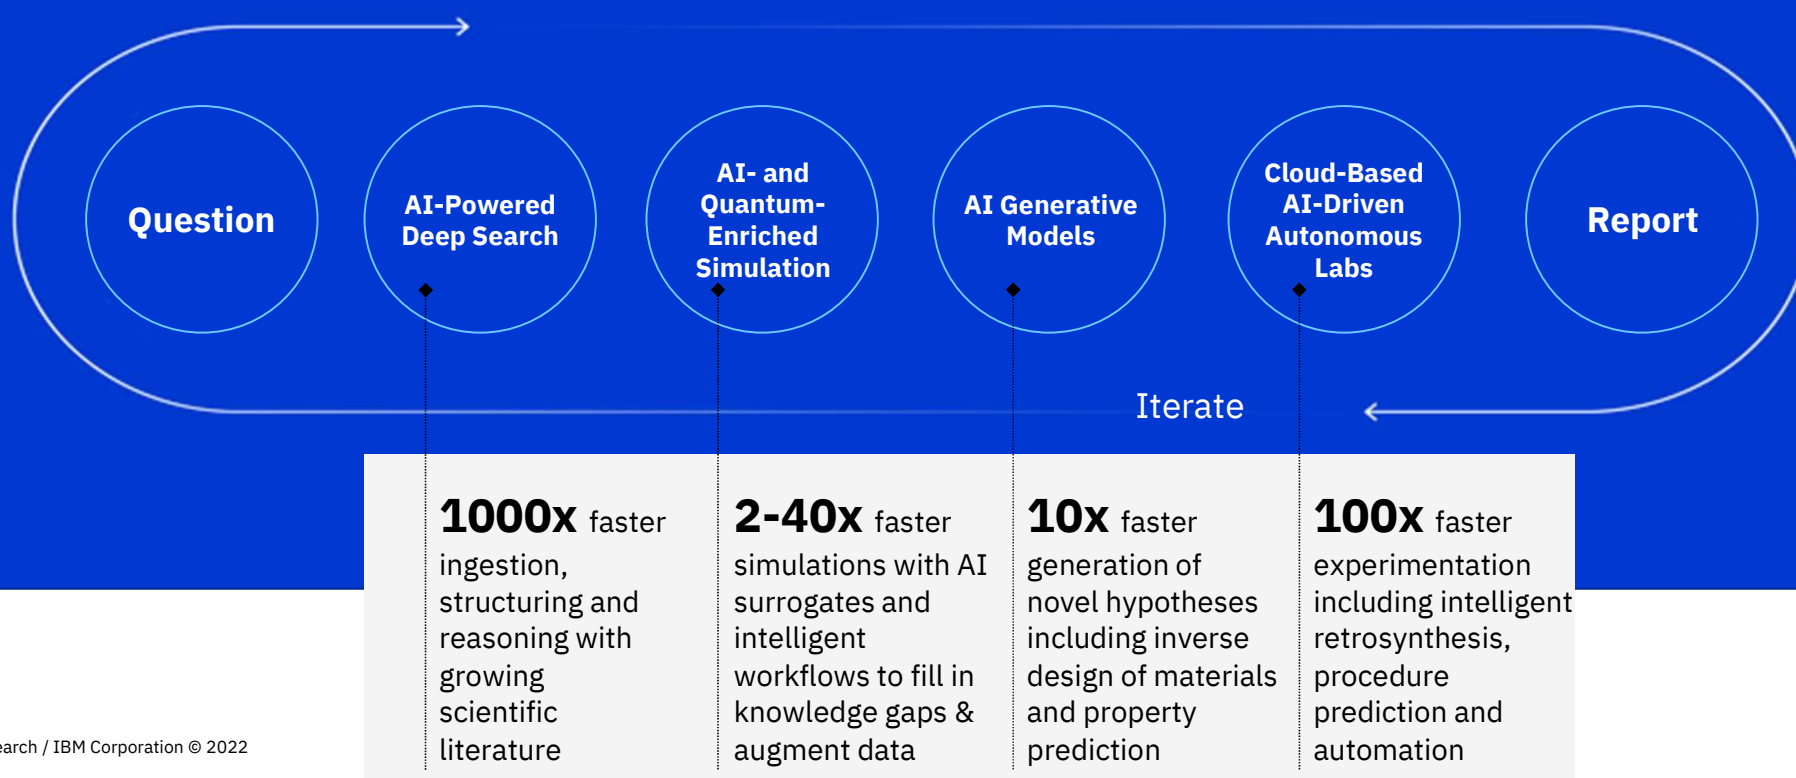 Question
AI-Powered
Deep Search
AI- and
Quantum-
Enriched
Simulation
AI Generative
Models
Cloud-Based
AI-Driven
Autonomous
Labs
Report
Iterate
1000x faster
ingestion,
structuring and
reasoning with
growing
scientific
literature
2-40x faster
simulations with AI
surrogates and
intelligent
workflows to fill in
knowledge gaps &
augment data
10x faster
generation of
novel hypotheses
including inverse
design of materials
and property
prediction
100x faster
experimentation
including intelligent
retrosynthesis,
procedure
prediction and
automation
earch / IBM Corporation © 2022